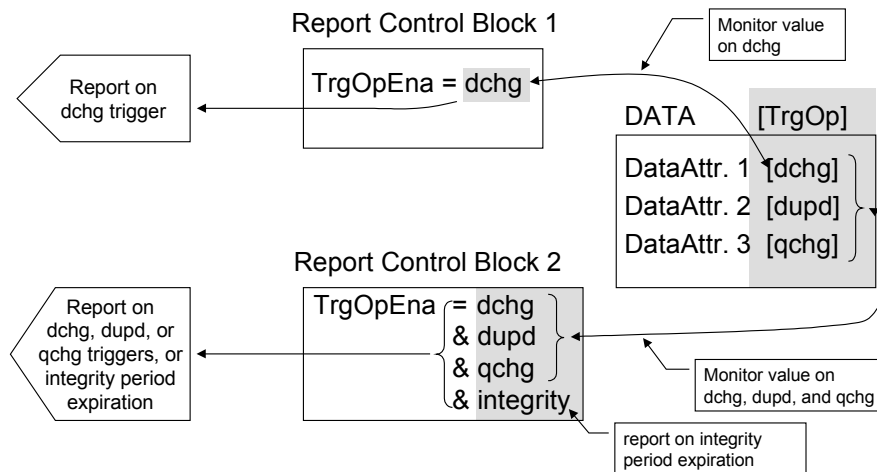 Report Control Block 1
Monitor value
on dchg
Report on
dchg trigger
TrgOpEna = dchg
DATA [TrgOp]
DataAttr. 1 [dchg]
DataAttr. 2 [dupd]
DataAttr. 3 [qchg]
Report Control Block 2
Report on
dchg, dupd, or
qchg triggers, or
integrity period
expiration
TrgOpEna = dchg
& dupd
& qchg
& integrity
Monitor value on
dchg, dupd, and qchg
report on integrity
period expiration